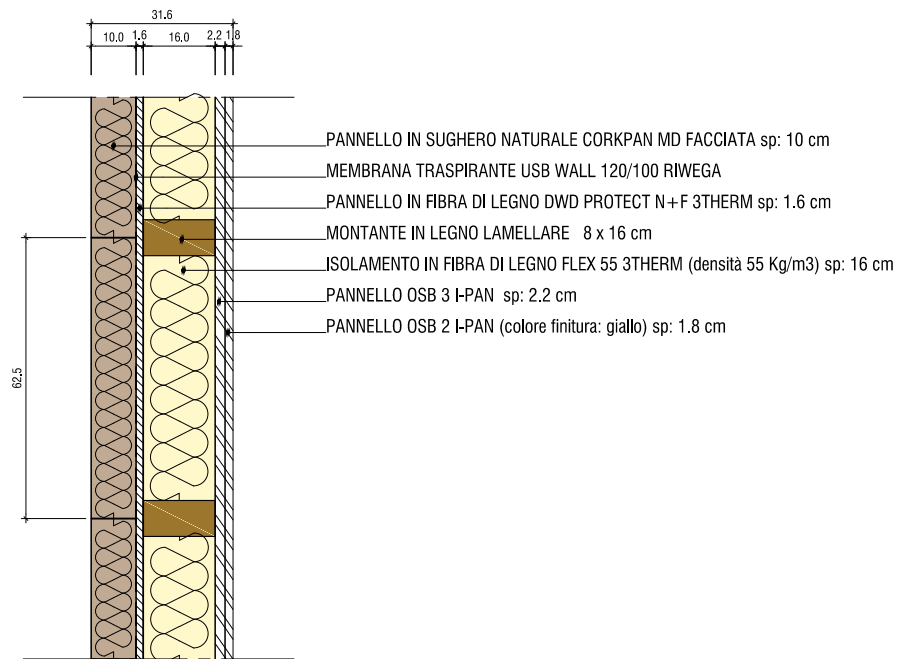 31.6
10.0 1.6 16.0 2.2 1.8
PANNELLO IN SUGHERO NATURALE CORKPAN MD FACCIATA sp: 10 cm
MEMBRANA TRASPIRANTE USB WALL 120/100 RIWEGA
PANNELLO IN FIBRA DI LEGNO DWD PROTECT N+F 3THERM sp: 1.6 cm
MONTANTE IN LEGNO LAMELLARE 8 x 16 cm
ISOLAMENTO IN FIBRA DI LEGNO FLEX 55 3THERM (densità 55 Kg/m3) sp: 16 cm
PANNELLO OSB 3 I-PAN sp: 2.2 cm
PANNELLO OSB 2 I-PAN (colore finitura: giallo) sp: 1.8 cm
62.5